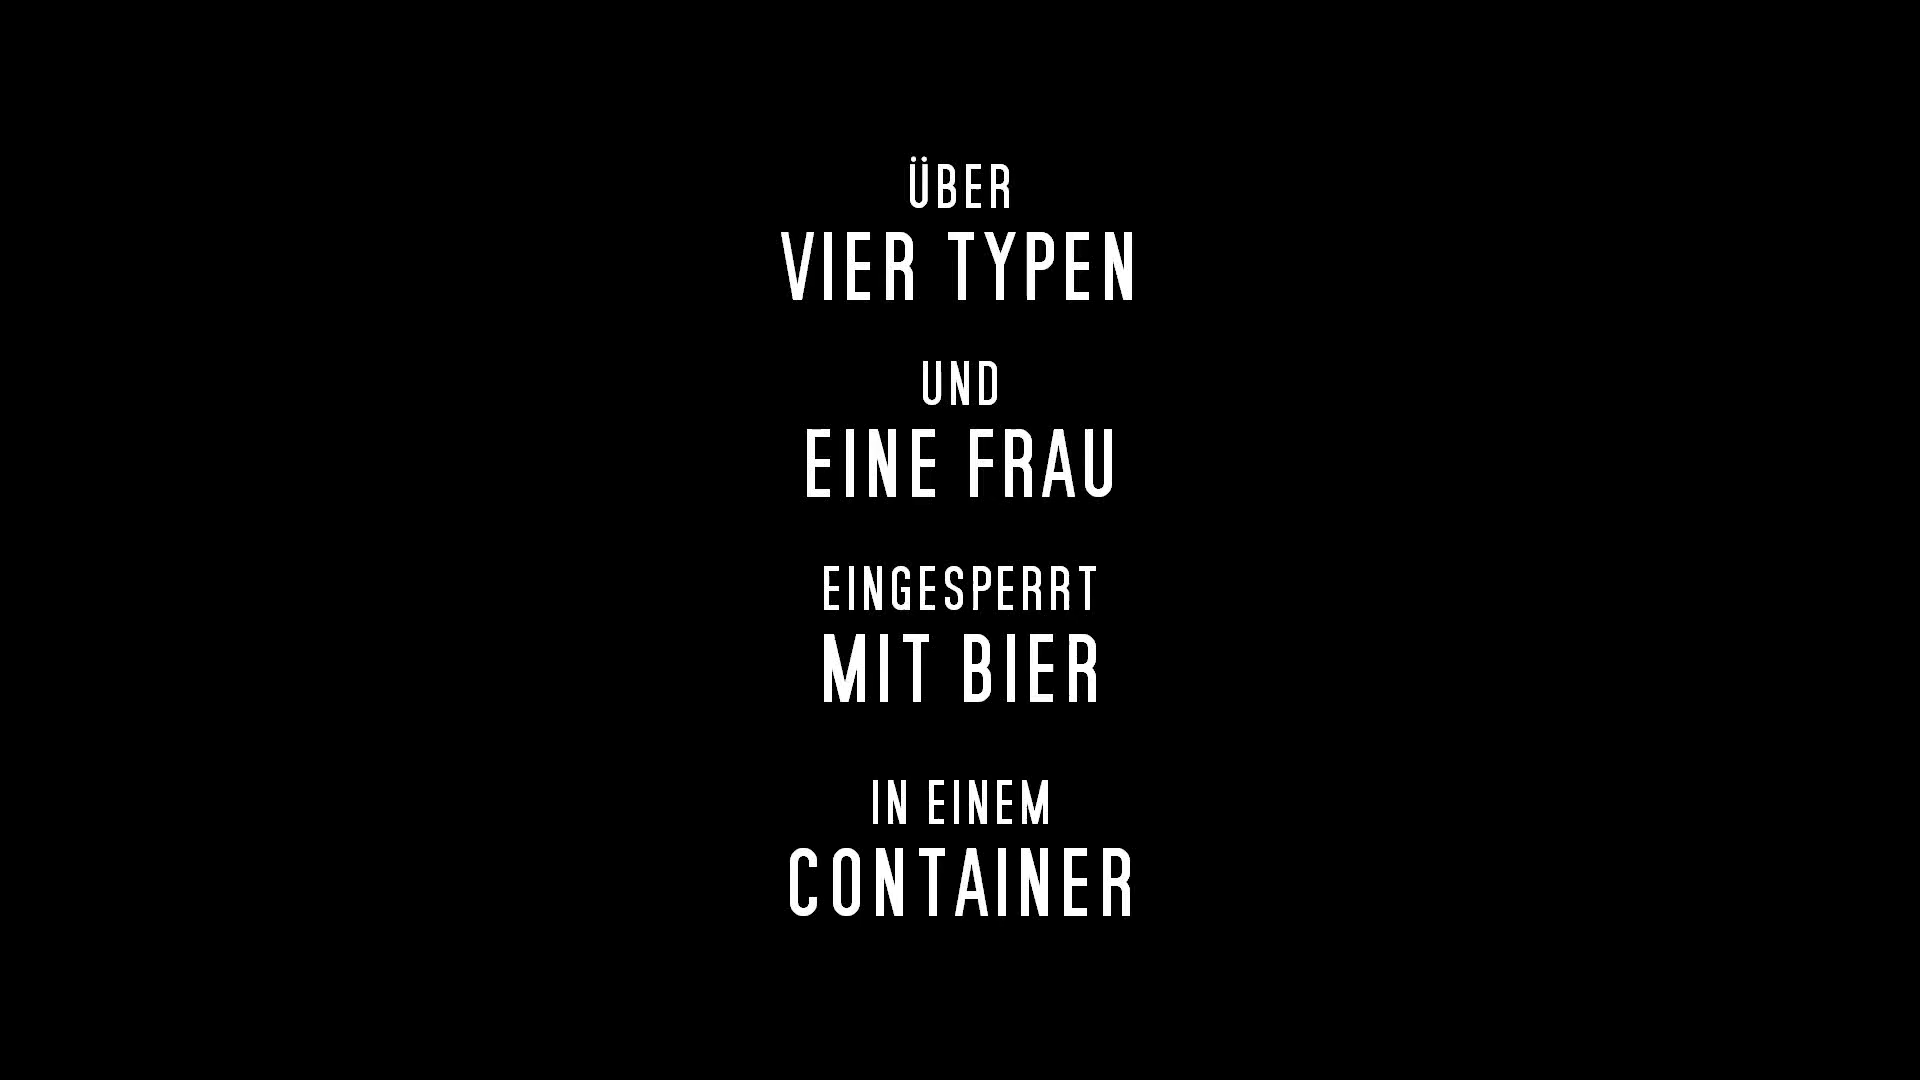 ÜBER
VIER TYPEN
UND
EINE FRAU
EINGESPERRT
MIT BIER
IN EINEM
CONTAINER